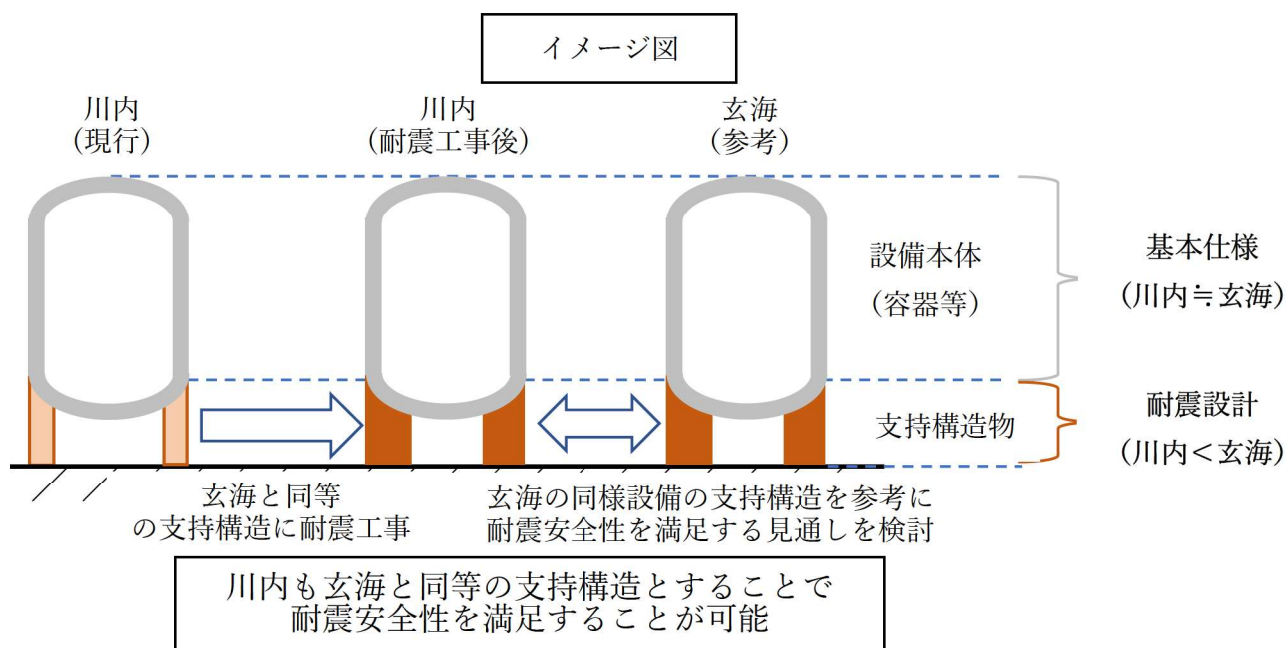 イメージ図
川内
(現行)
川内
(耐震工事後)
玄海
(参考)
設備本体
(容器等)
基本仕様
(川内≒玄海)
支持構造物
耐震設計
(川内<玄海)
玄海と同等
の支持構造に耐震工事
玄海の同様設備の支持構造を参考に
耐震安全性を満足する見通しを検討
川内も玄海と同等の支持構造とすることで
耐震安全性を満足することが可能